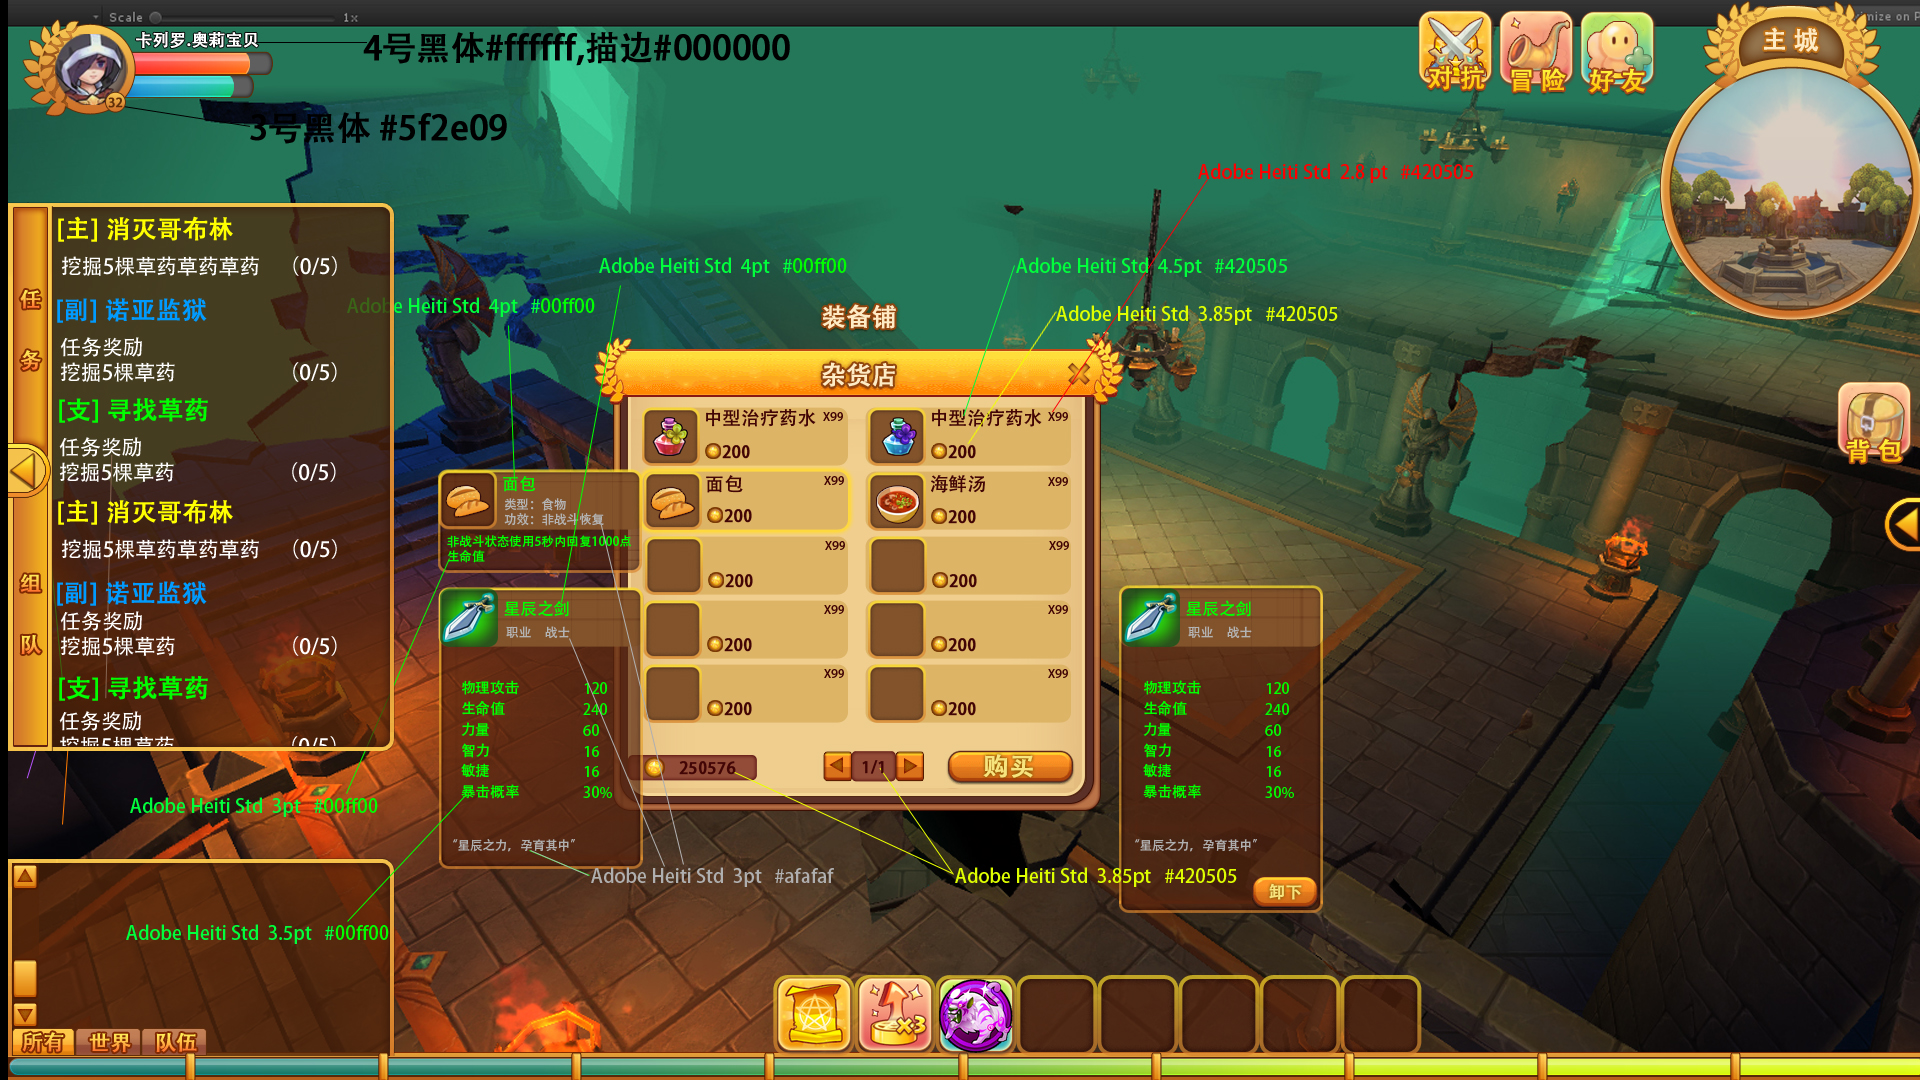 Scale
1x
mize on P
卡列罗.奥莉宝贝
4号黑体#ffffff,描边#000000
32
3号黑体 #5f2e09
对抗
冒险
好友
主城
Adobe Heiti Std 2.8 pt #420505
[主] 消灭哥布林
挖掘5棵草药草药草药 (0/5)
[副] 诺亚监狱
任务奖励
挖掘5棵草药 (0/5)
[支] 寻找草药
任务奖励
挖掘5棵草药 (0/5)
[主] 消灭哥布林
挖掘5棵草药草药草药 (0/5)
[副] 诺亚监狱
任务奖励
挖掘5棵草药 (0/5)
[支] 寻找草药
任务奖励
挖掘5棵草药 (0/5)
任务
组队
Adobe Heiti Std 4pt #00ff00
Adobe Heiti Std 4pt #00ff00
Adobe Heiti Std 4.5pt #420505
Adobe Heiti Std 3.85pt #420505
装备铺
杂货店
中型治疗药水 X99
200
中型治疗药水 X99
200
面包 X99
200
海鲜汤 X99
200
X99
200
X99
200
X99
200
X99
200
X99
200
X99
200
250576
1/1
购买
面包
类型：食物
功效：非战斗恢复
非战斗状态使用5秒内回复1000点
生命值
星辰之剑
职业 战士
物理攻击 120
生命值 240
力量 60
智力 16
敏捷 16
暴击概率 30%
“星辰之力，孕育其中”
星辰之剑
职业 战士
物理攻击 120
生命值 240
力量 60
智力 16
敏捷 16
暴击概率 30%
“星辰之力，孕育其中”
卸下
背包
Adobe Heiti Std 3pt #00ff00
Adobe Heiti Std 3pt #afafaf
Adobe Heiti Std 3.85pt #420505
Adobe Heiti Std 3.5pt #00ff00
X3
所有
世界
队伍